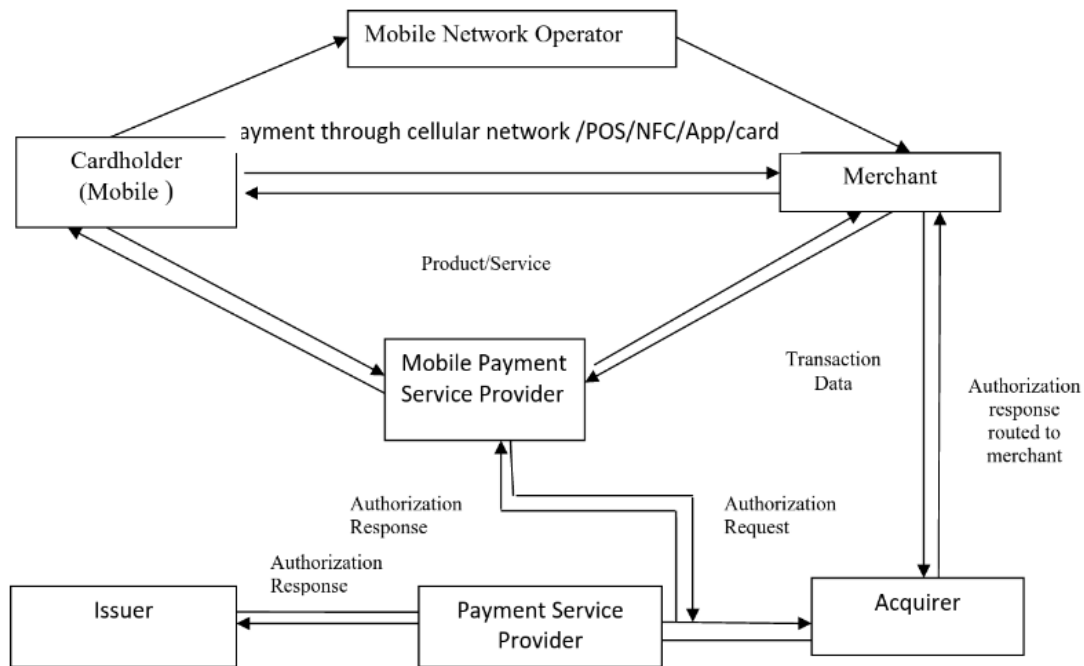 Mobile Network Operator
ayment through cellular network /POS/NFC/App/card
Cardholder
(Mobile )
Merchant
Product/Service
Mobile Payment
Service Provider
Transaction
Data
Authorization
response
routed to
merchant
Authorization
Response
Authorization
Request
Authorization
Response
Issuer
Payment Service
Provider
Acquirer